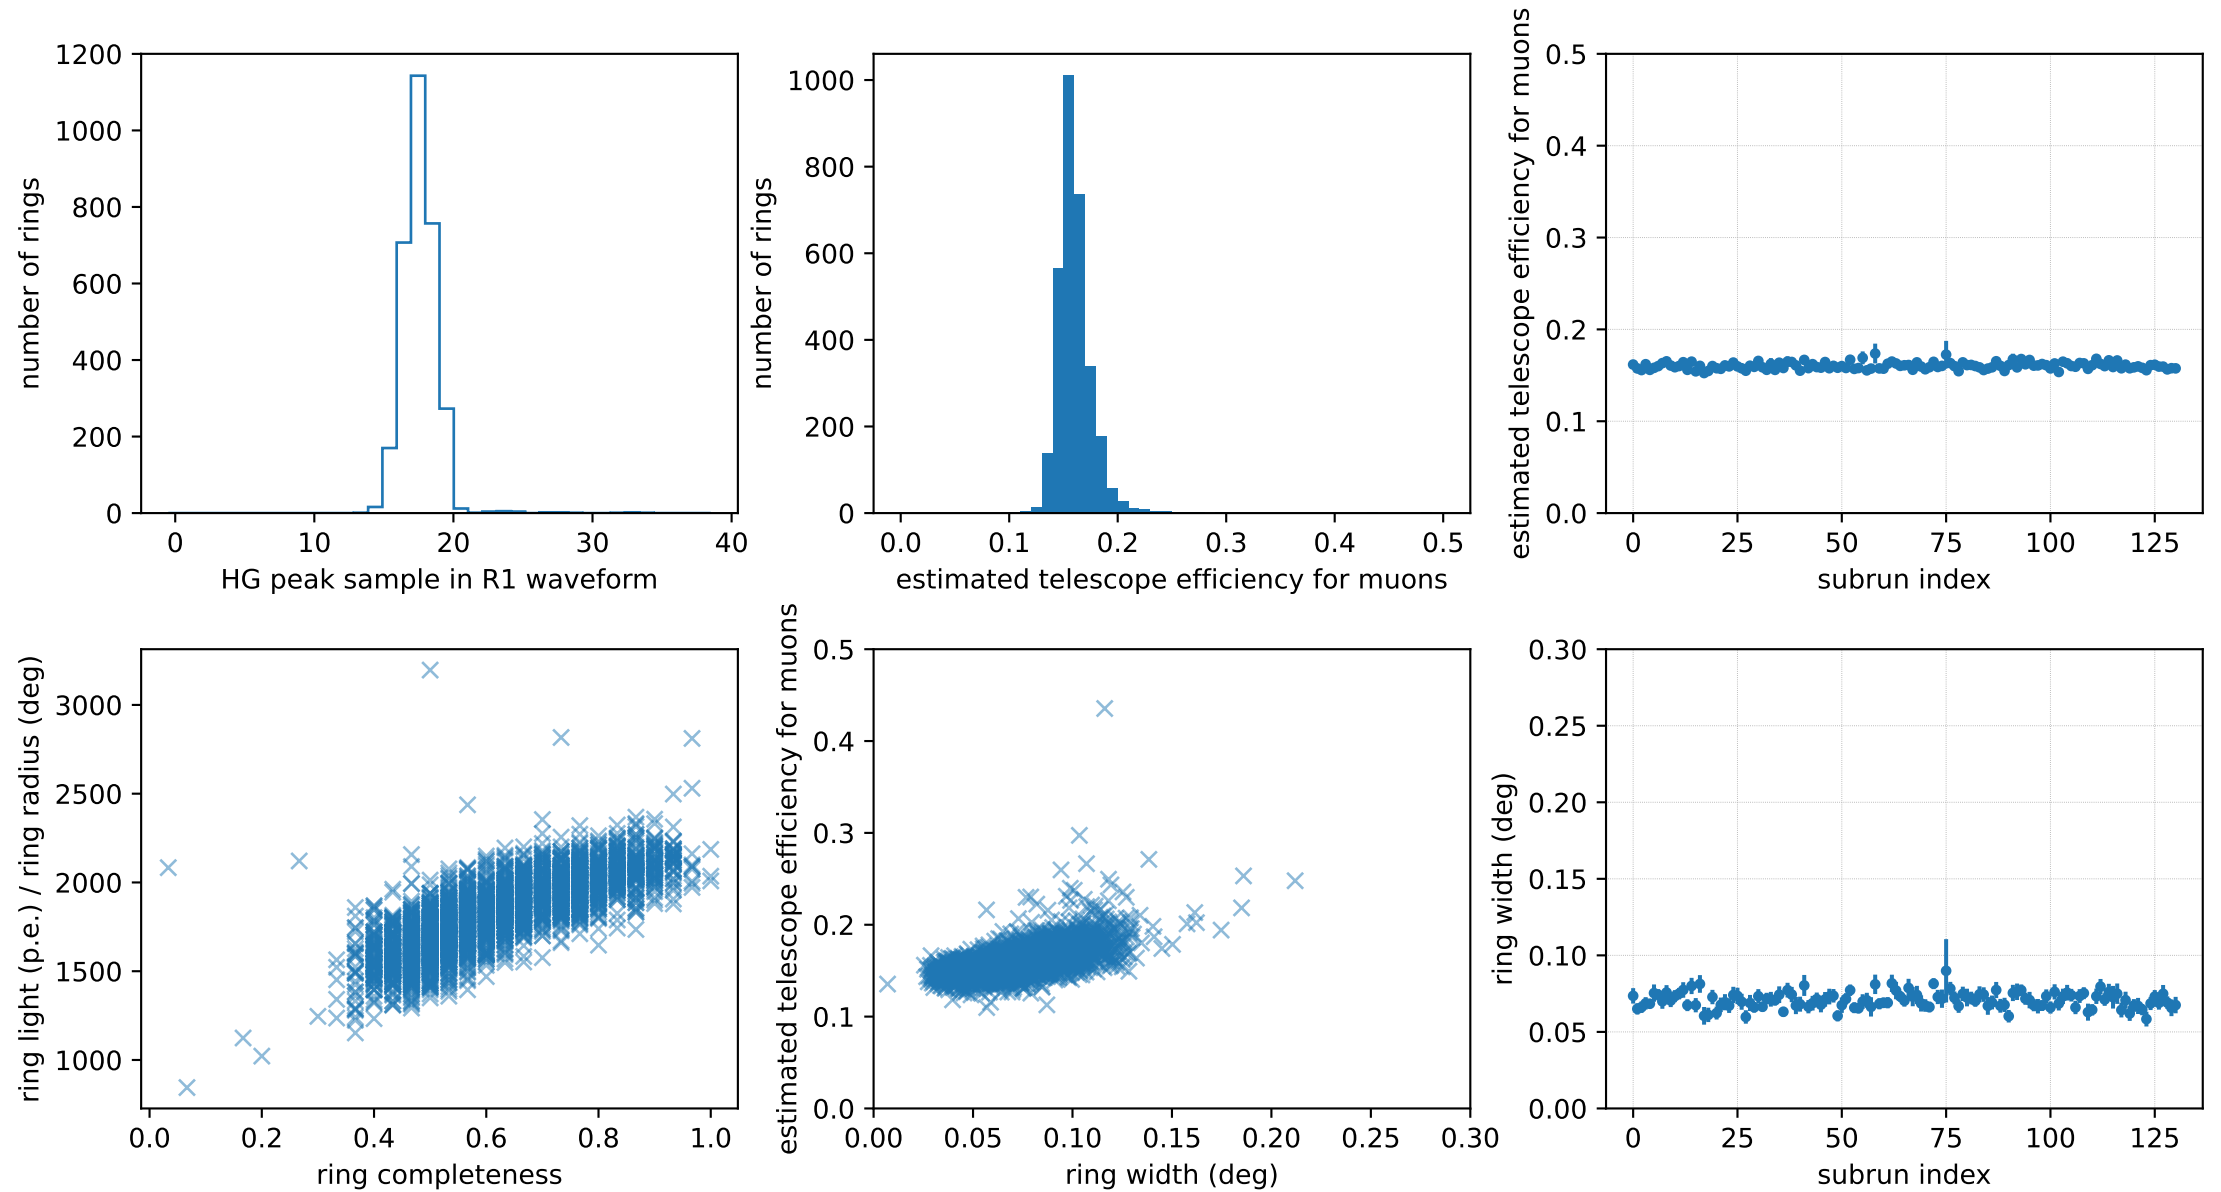 number of rings
1200
1000
800
600
400
200
0
0 10 20 30 40
HG peak sample in R1 waveform
number of rings
1000
800
600
400
200
0
0.0 0.1 0.2 0.3 0.4 0.5
estimated telescope efficiency for muons
estimated telescope efficiency for muons
0.5
0.4
0.3
0.2
0.1
0.0
0 25 50 75 100 125
subrun index
ring light (p.e.) / ring radius (deg)
3000
2500
2000
1500
1000
0.0 0.2 0.4 0.6 0.8 1.0
ring completeness
estimated telescope efficiency for muons
0.5
0.4
0.3
0.2
0.1
0.0
0.00 0.05 0.10 0.15 0.20 0.25 0.30
ring width (deg)
ring width (deg)
0.30
0.25
0.20
0.15
0.10
0.05
0.00
0 25 50 75 100 125
subrun index